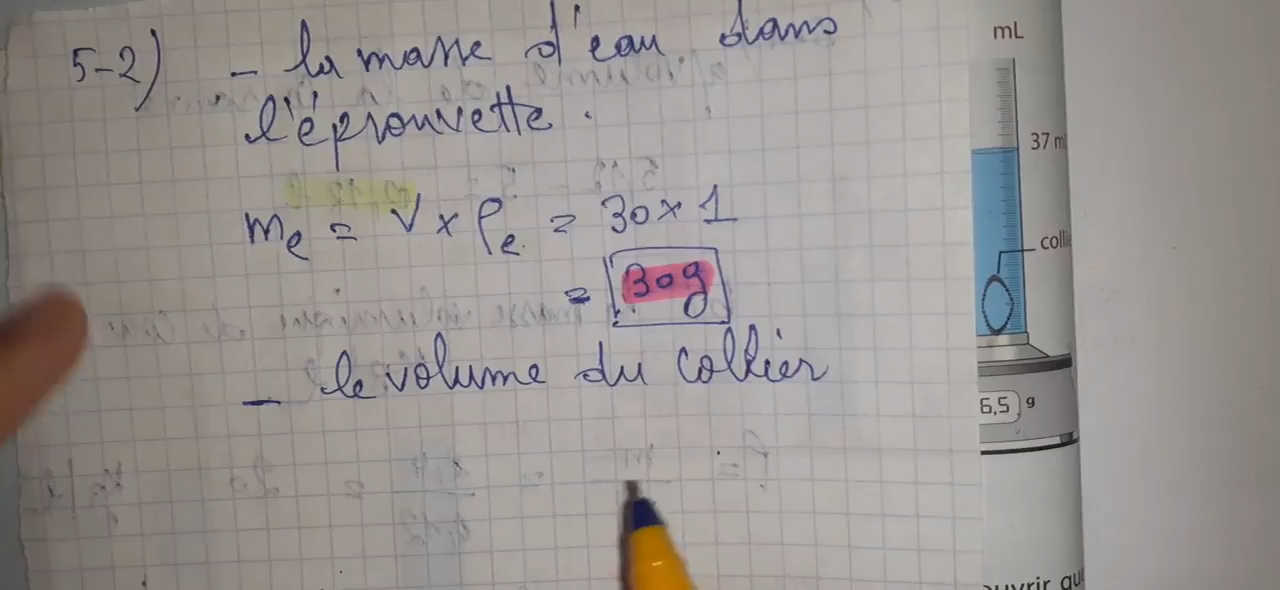 5-2) - la masse d'eau dans
l'éprouvette.
me = V × ρe = 30 × 1
= 30g
- le volume du collier
mL
37 m
colli
6,5 g
ouvrir qu